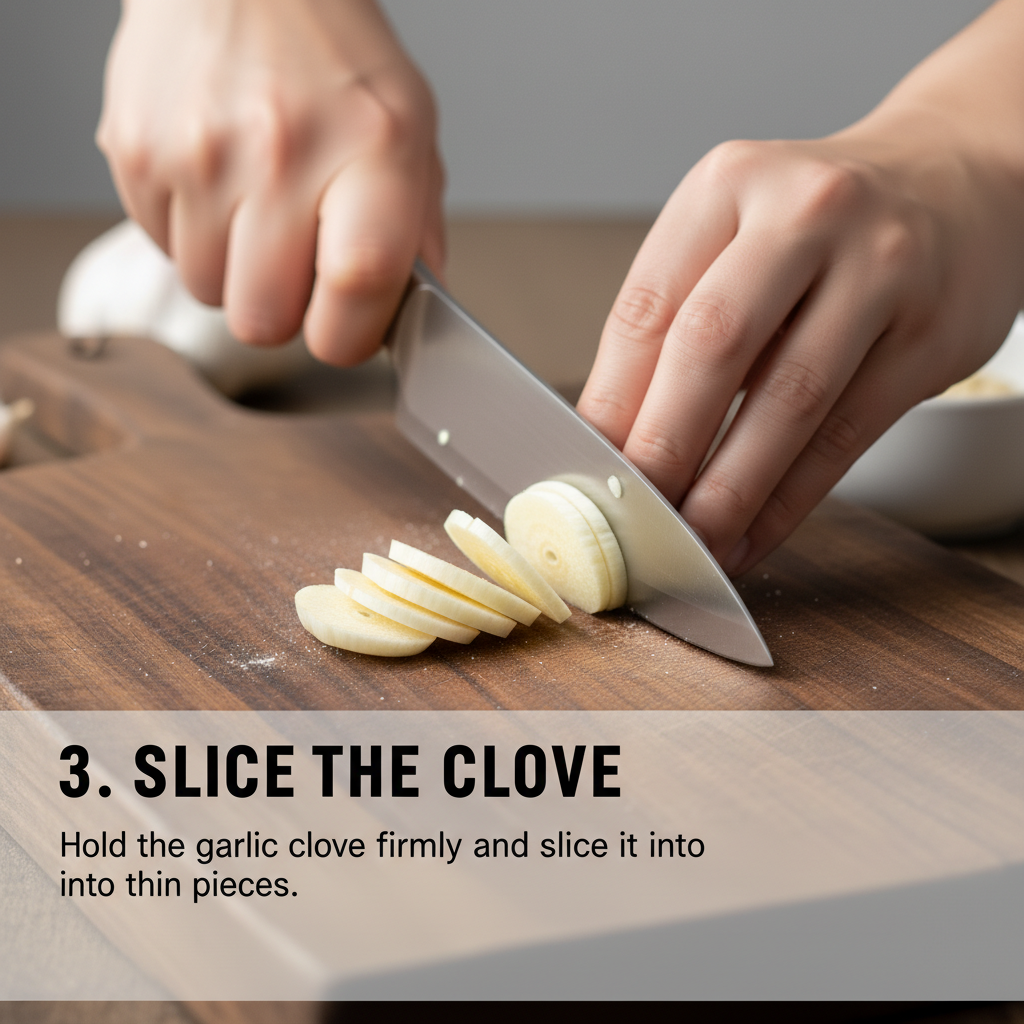 3. SLICE THE CLOVE
Hold the garlic clove firmly and slice it into
into thin pieces.